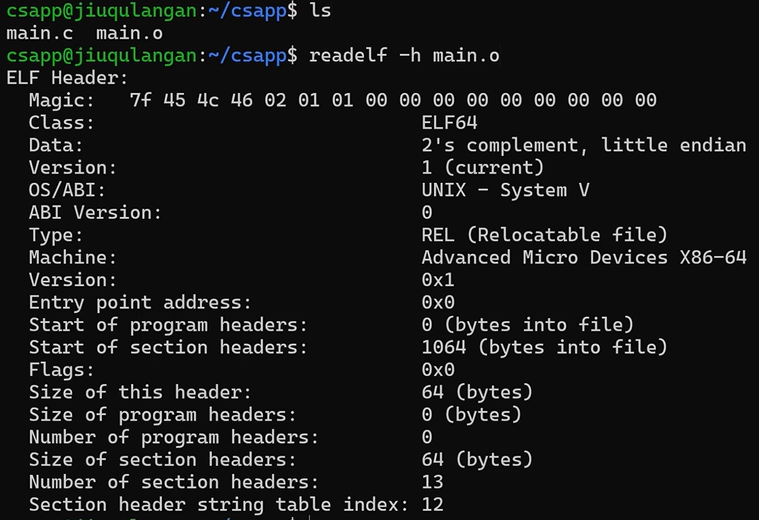 csapp@jiuqulangan:~/csapp$ ls
main.c  main.o
csapp@jiuqulangan:~/csapp$ readelf -h main.o
ELF Header:
  Magic:   7f 45 4c 46 02 01 01 00 00 00 00 00 00 00 00 00
  Class:                             ELF64
  Data:                              2's complement, little endian
  Version:                           1 (current)
  OS/ABI:                            UNIX - System V
  ABI Version:                       0
  Type:                              REL (Relocatable file)
  Machine:                           Advanced Micro Devices X86-64
  Version:                           0x1
  Entry point address:               0x0
  Start of program headers:          0 (bytes into file)
  Start of section headers:          1064 (bytes into file)
  Flags:                             0x0
  Size of this header:               64 (bytes)
  Size of program headers:           0 (bytes)
  Number of program headers:         0
  Size of section headers:           64 (bytes)
  Number of section headers:         13
  Section header string table index: 12